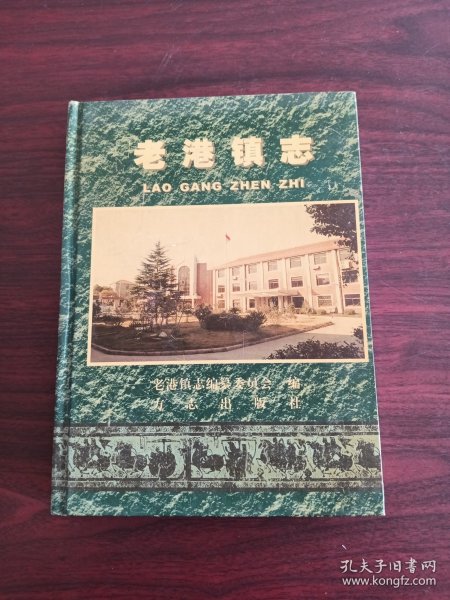 老港镇志
LAO GANG ZHEN ZHI
老港镇志编纂委员会 编
方志出版社
孔夫子旧书网
www.kongfz.com